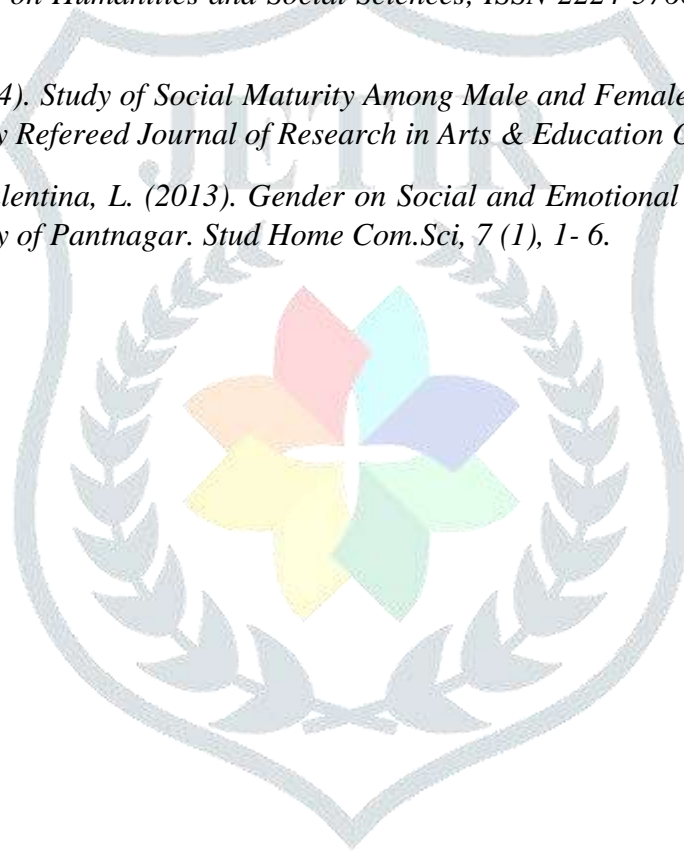 on Humanities and Social Sciences, ISSN 2224-5766
4). Study of Social Maturity Among Male and Female
y Refereed Journal of Research in Arts & Education
JETIR
lentina, L. (2013). Gender on Social and Emotional
y of Pantnagar. Stud Home Com.Sci, 7 (1), 1- 6.